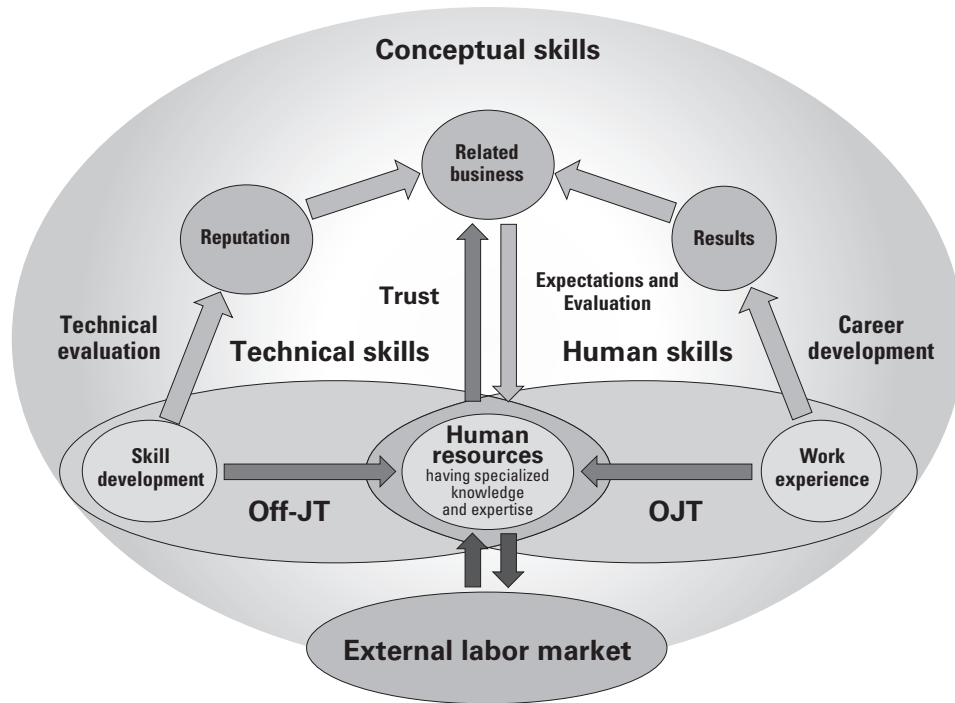 Conceptual skills
Related
business
Reputation
Results
Trust
Expectations and
Evaluation
Technical
evaluation
Technical skills
Human skills
Career
development
Skill
development
Human
resources
having specialized
knowledge
and expertise
Work
experience
Off-JT
OJT
External labor market